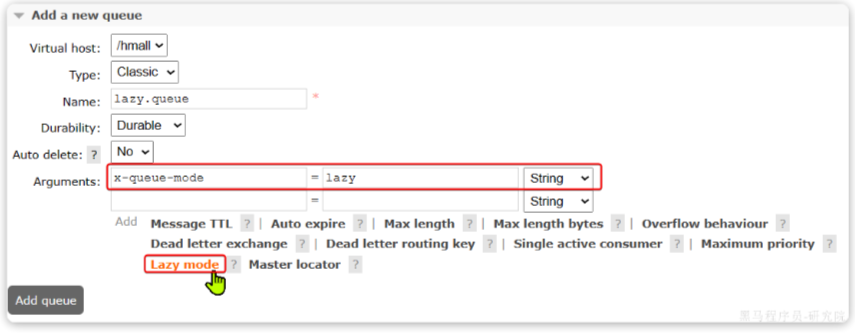 Add a new queue
Virtual host: /hmall
Type: Classic
Name: lazy.queue *
Durability: Durable
Auto delete: ? No
Arguments: x-queue-mode = lazy String
= String
Add Message TTL ? | Auto expire ? | Max length ? | Max length bytes ? | Overflow behaviour ?
Dead letter exchange ? | Dead letter routing key ? | Single active consumer ? | Maximum priority ?
Lazy mode ? Master locator ?
Add queue
黑马程序员-研究院